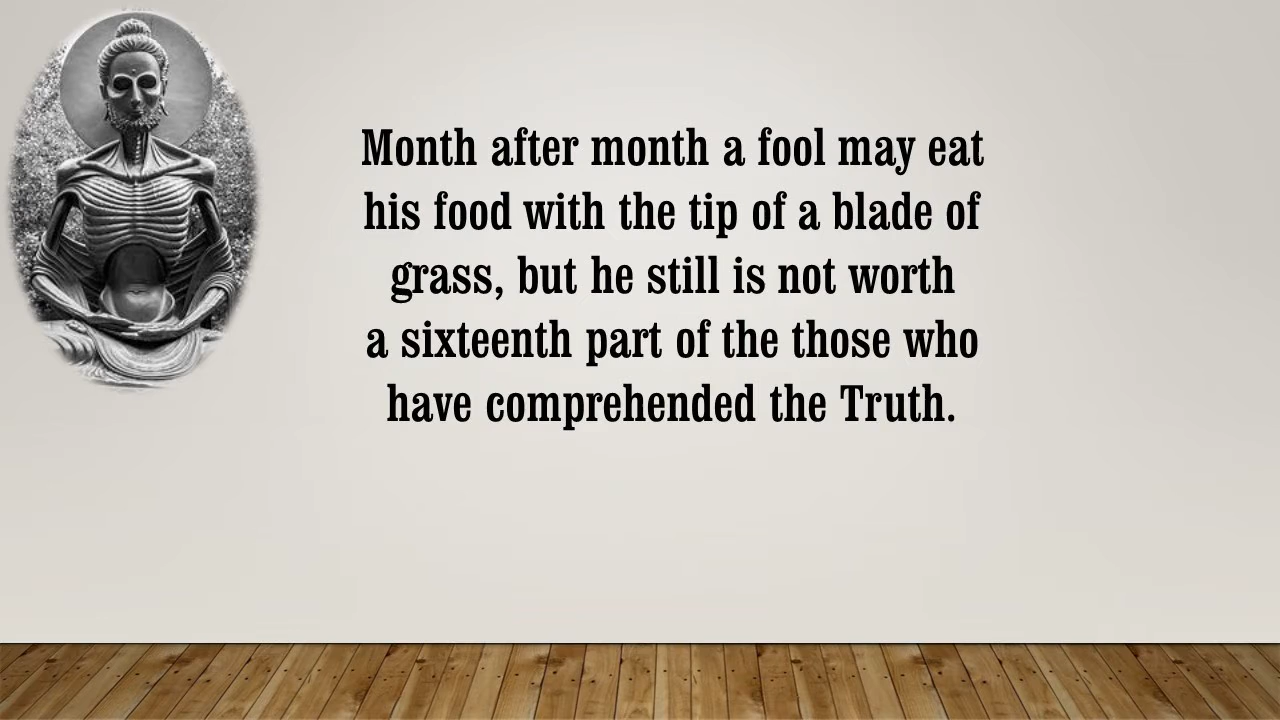 Month after month a fool may eat
his food with the tip of a blade of
grass, but he still is not worth
a sixteenth part of the those who
have comprehended the Truth.